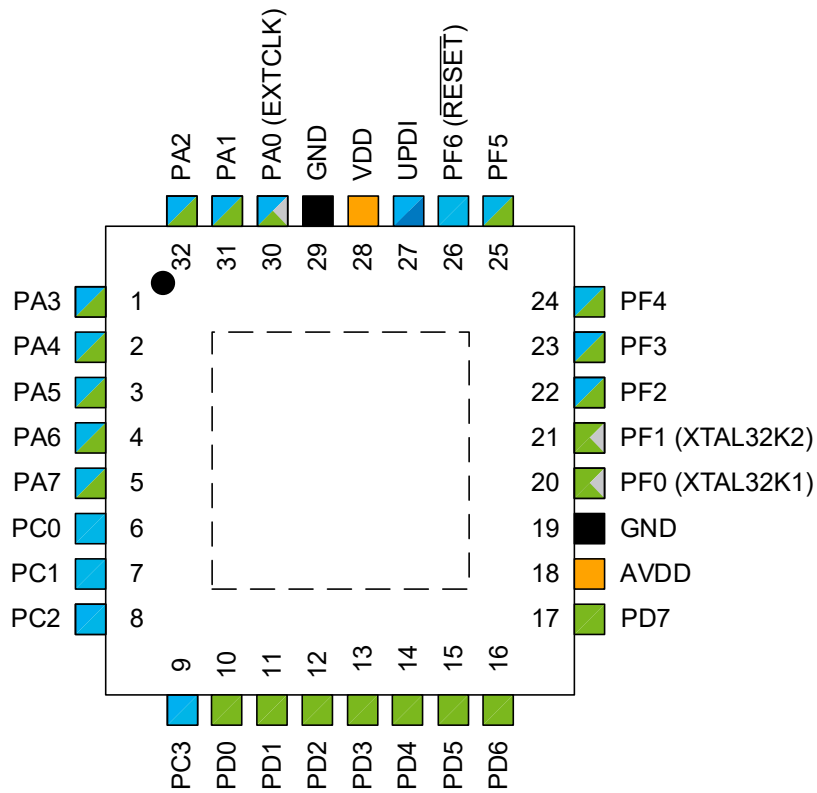 PA2
PA1
PA0 (EXTCLK)
GND
VDD
UPDI
PF6 (RESET)
PF5
32
31
30
29
28
27
26
25
PA3 1
PA4 2
PA5 3
PA6 4
PA7 5
PC0 6
PC1 7
PC2 8
24 PF4
23 PF3
22 PF2
21 PF1 (XTAL32K2)
20 PF0 (XTAL32K1)
19 GND
18 AVDD
17 PD7
9
10
11
12
13
14
15
16
PC3
PD0
PD1
PD2
PD3
PD4
PD5
PD6